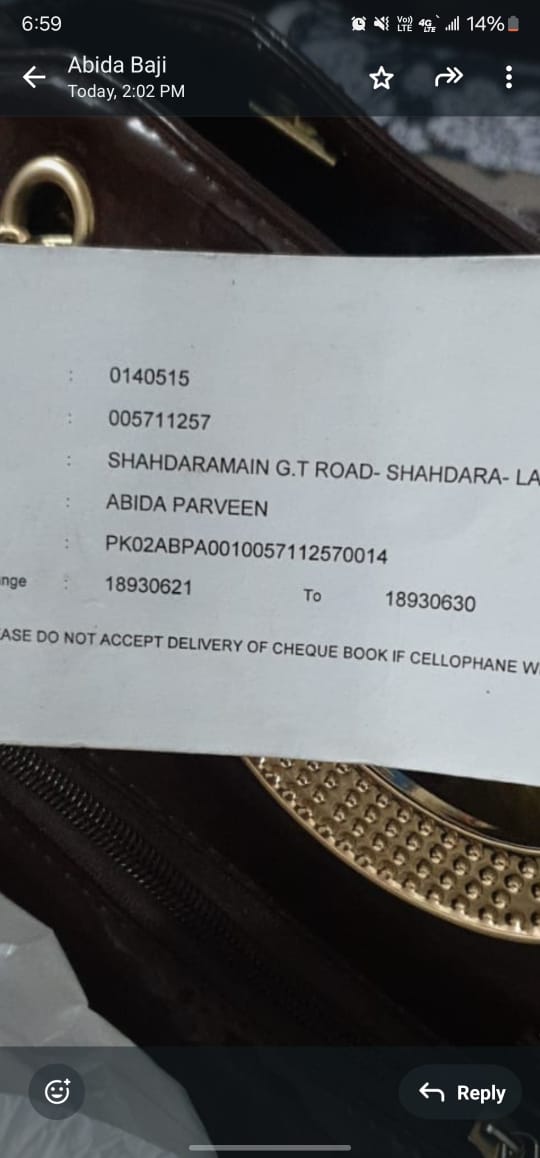 6:59
Vo)) LTE 4G LTE 14%
Abida Baji
Today, 2:02 PM
: 0140515
: 005711257
: SHAHDARAMAIN G.T ROAD- SHAHDARA- LA
: ABIDA PARVEEN
: PK02ABPA0010057112570014
nge : 18930621 To 18930630
ASE DO NOT ACCEPT DELIVERY OF CHEQUE BOOK IF CELLOPHANE W
Reply